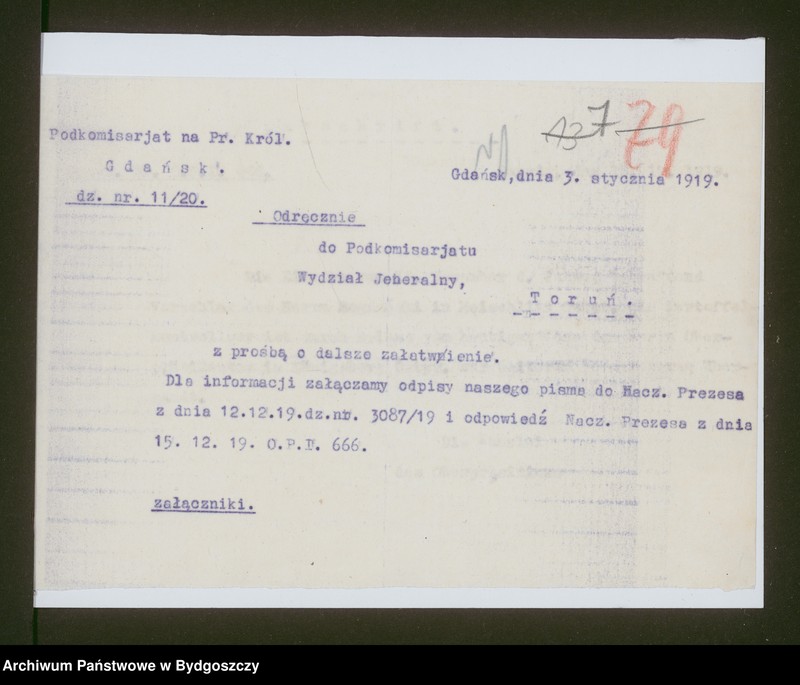 137 79
Podkomisarjat na Pr. Król.
Gdańsk.
dz. nr. 11/20.
Gdańsk, dnia 3. stycznia 1919.
Odręcznie
do Podkomisarjatu
Wydział Jeneralny,
Toruń.
z prośbą o dalsze załatwienie.
Dla informacji załączamy odpisy naszego pisma do Nacz. Prezesa
z dnia 12.12.19.dz.nr. 3087/19 i odpowiedź Nacz. Prezesa z dnia
15. 12. 19. O.P.I. 666.
załączniki.
Archiwum Państwowe w Bydgoszczy